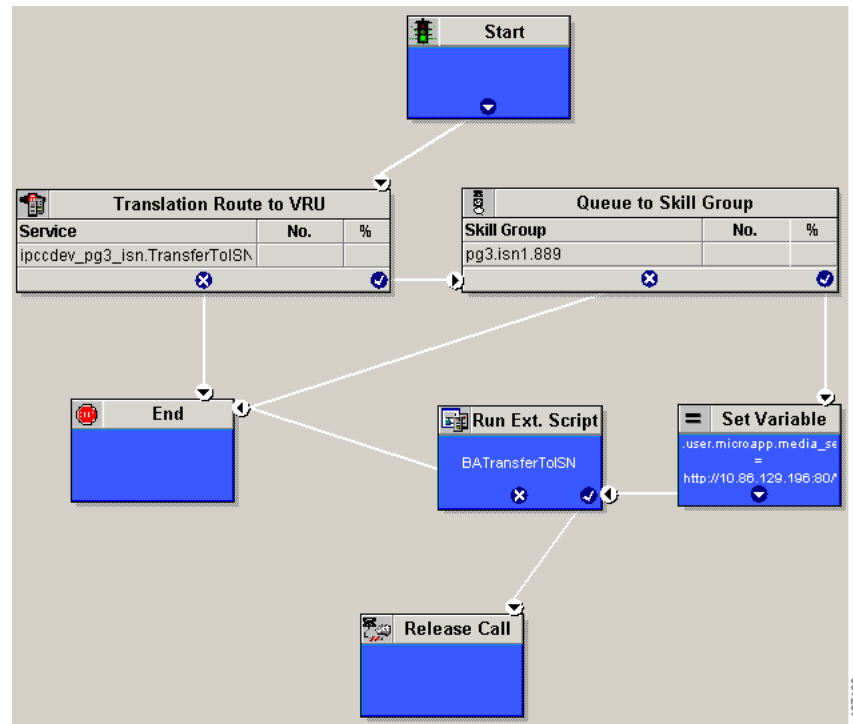 Start
Translation Route to VRU
Service No. %
ipccdev_pg3_isn.TransferToISN
Queue to Skill Group
Skill Group No. %
pg3.isn1.889
End
Run Ext. Script
BATransferToISN
Set Variable
.user.microapp.media_se
=
http://10.86.129.196:80/
Release Call